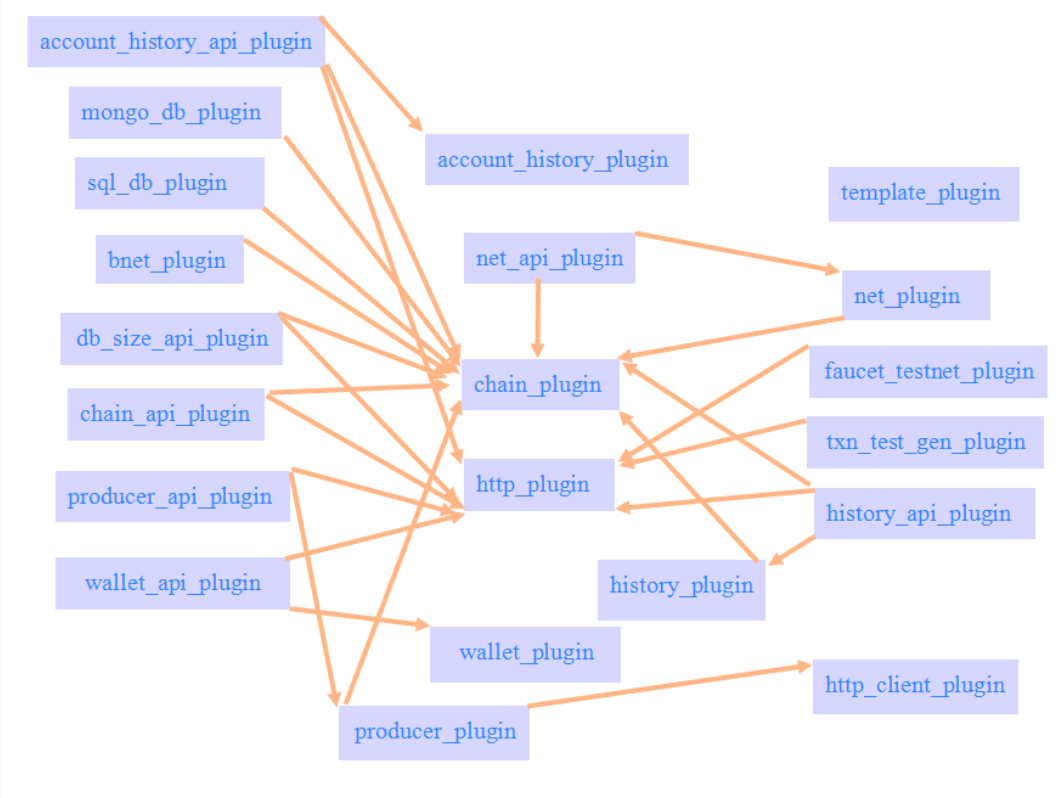 account_history_api_plugin
mongo_db_plugin
account_history_plugin
sql_db_plugin
template_plugin
bnet_plugin
net_api_plugin
net_plugin
db_size_api_plugin
chain_plugin
faucet_testnet_plugin
chain_api_plugin
txn_test_gen_plugin
producer_api_plugin
http_plugin
history_api_plugin
wallet_api_plugin
history_plugin
wallet_plugin
http_client_plugin
producer_plugin